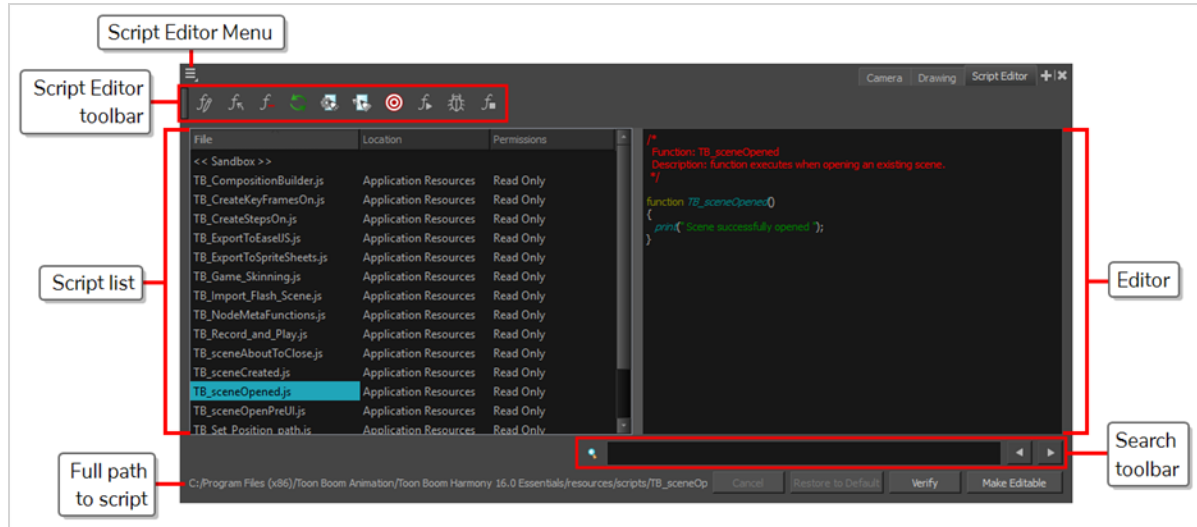 Script Editor Menu
Script Editor
toolbar
Camera
Drawing
Script Editor
File Location Permissions
<< Sandbox >>
TB_CompositionBuilder.js Application Resources Read Only
TB_CreateKeyFramesOn.js Application Resources Read Only
TB_CreateStepsOn.js Application Resources Read Only
TB_ExportToEaselJS.js Application Resources Read Only
TB_ExportToSpriteSheets.js Application Resources Read Only
TB_Game_Skinning.js Application Resources Read Only
TB_Import_Flash_Scene.js Application Resources Read Only
TB_NodeMetaFunctions.js Application Resources Read Only
TB_Record_and_Play.js Application Resources Read Only
TB_sceneAboutToClose.js Application Resources Read Only
TB_sceneCreated.js Application Resources Read Only
TB_sceneOpened.js Application Resources Read Only
TB_sceneOpenPreUI.js Application Resources Read Only
TB_Set_Position_path.js Application Resources Read Only
/*
Function: TB_sceneOpened
Description: function executes when opening an existing scene.
*/
function TB_sceneOpened()
{
print(" Scene successfully opened ");
}
Script list
Editor
Search
toolbar
Full path
to script
C:/Program Files (x86)/Toon Boom Animation/Toon Boom Harmony 16.0 Essentials/resources/scripts/TB_sceneOp
Cancel
Restore to Default
Verify
Make Editable